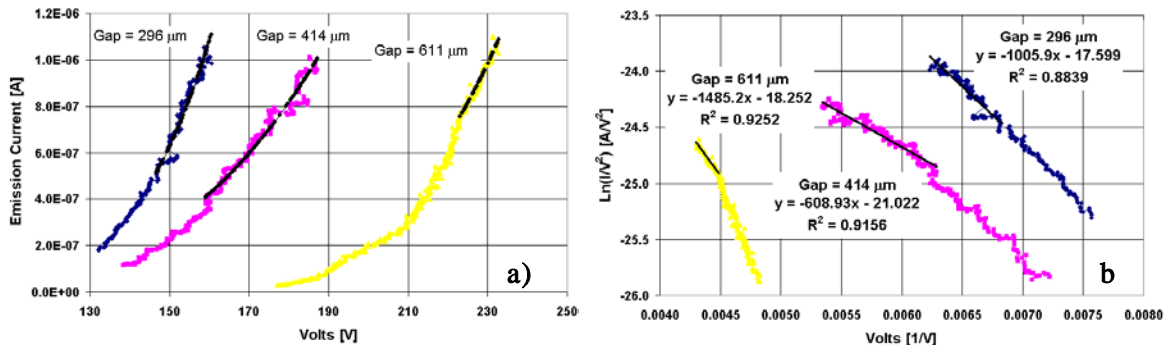 1.2E-06
1.0E-06
8.0E-07
6.0E-07
4.0E-07
2.0E-07
0.0E+00
Emission Current [A]
Gap = 296 μm
Gap = 414 μm
Gap = 611 μm
a)
130 150 170 190 210 230 250
Volts [V]
-23.5
-24.0
-24.5
-25.0
-25.5
-26.0
Ln(I/V²) [A/V²]
Gap = 296 μm
y = -1005.9x - 17.599
R² = 0.8839
Gap = 611 μm
y = -1485.2x - 18.252
R² = 0.9252
Gap = 414 μm
y = -608.93x - 21.022
R² = 0.9156
b
0.0040 0.0045 0.0050 0.0055 0.0060 0.0065 0.0070 0.0075 0.0080
Volts [1/V]